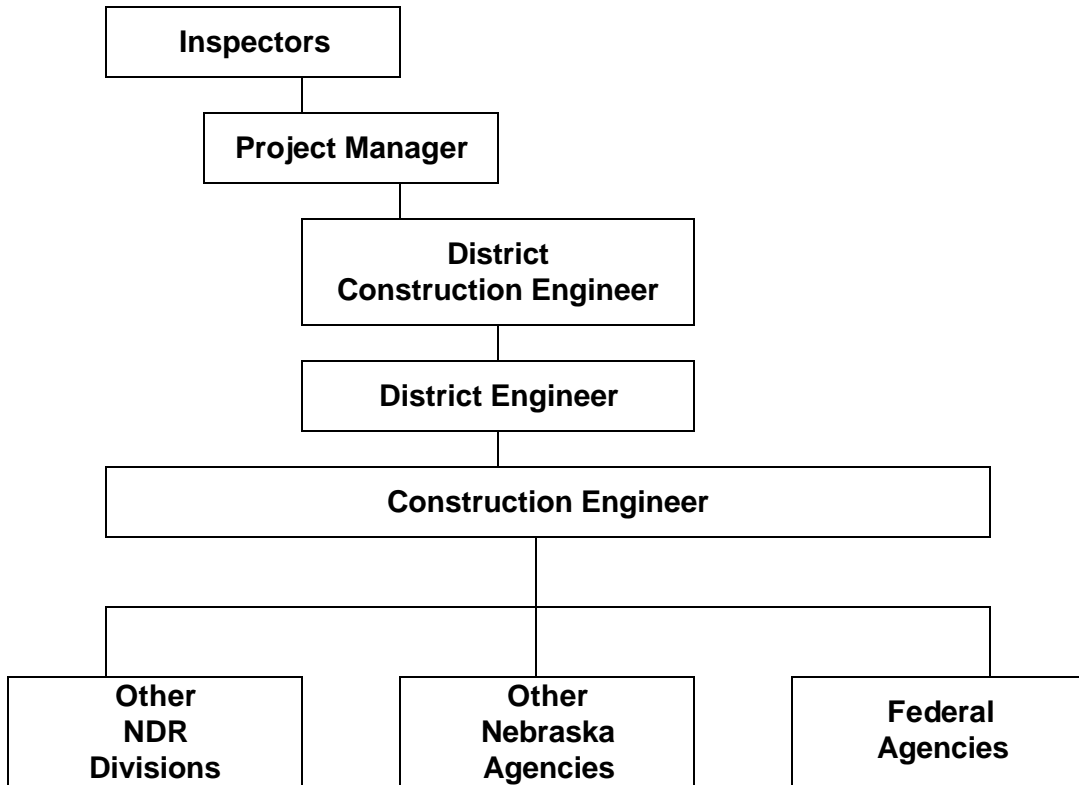 Inspectors
Project Manager
District
Construction Engineer
District Engineer
Construction Engineer
Other
NDR
Divisions
Other
Nebraska
Agencies
Federal
Agencies